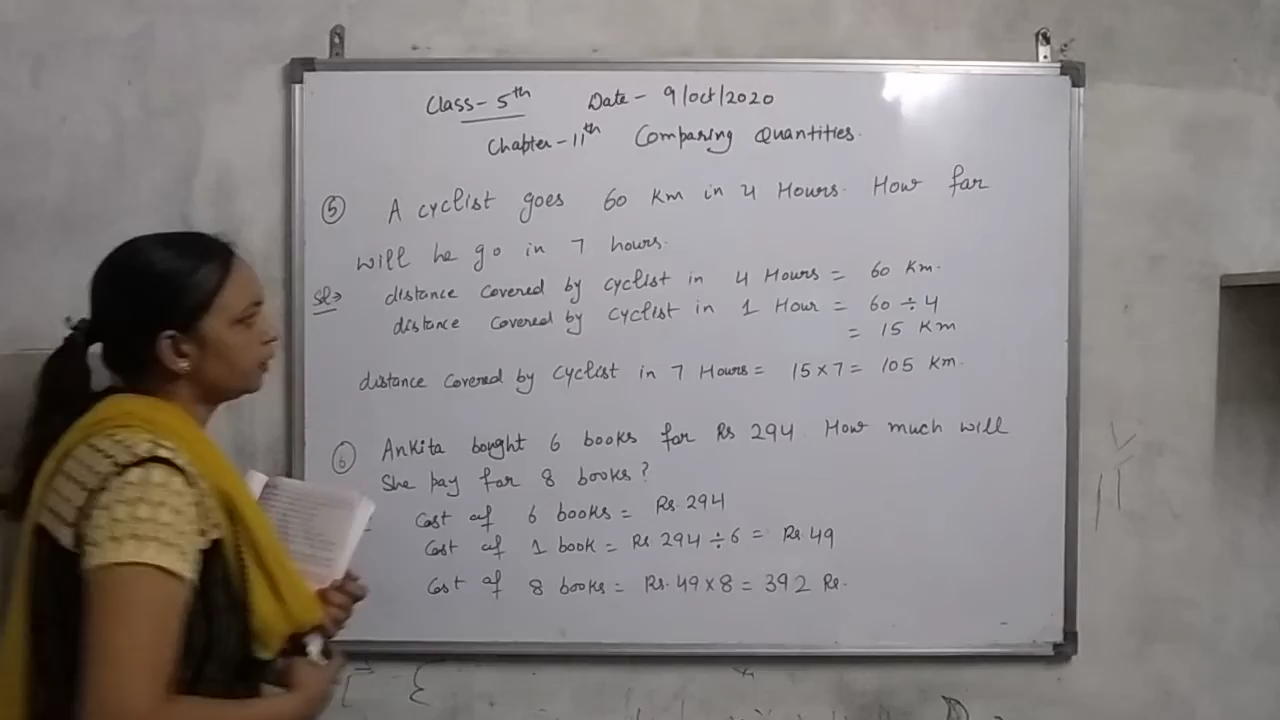 Class- 5th Date- 9/Oct/2020
Chapter-11th Comparing Quantities.
5 A cyclist goes 60 Km in 4 Hours. How far
will he go in 7 hours.
Sol→ distance covered by cyclist in 4 Hours = 60 Km.
distance covered by cyclist in 1 Hour = 60 ÷ 4
= 15 Km
distance covered by cyclist in 7 Hours = 15 x 7 = 105 Km.
6 Ankita bought 6 books for Rs 294. How much will
She pay for 8 books?
Cost of 6 books = Rs. 294
Cost of 1 book = Rs 294 ÷ 6 = Rs 49
Cost of 8 books = Rs. 49 x 8 = 392 Rs.